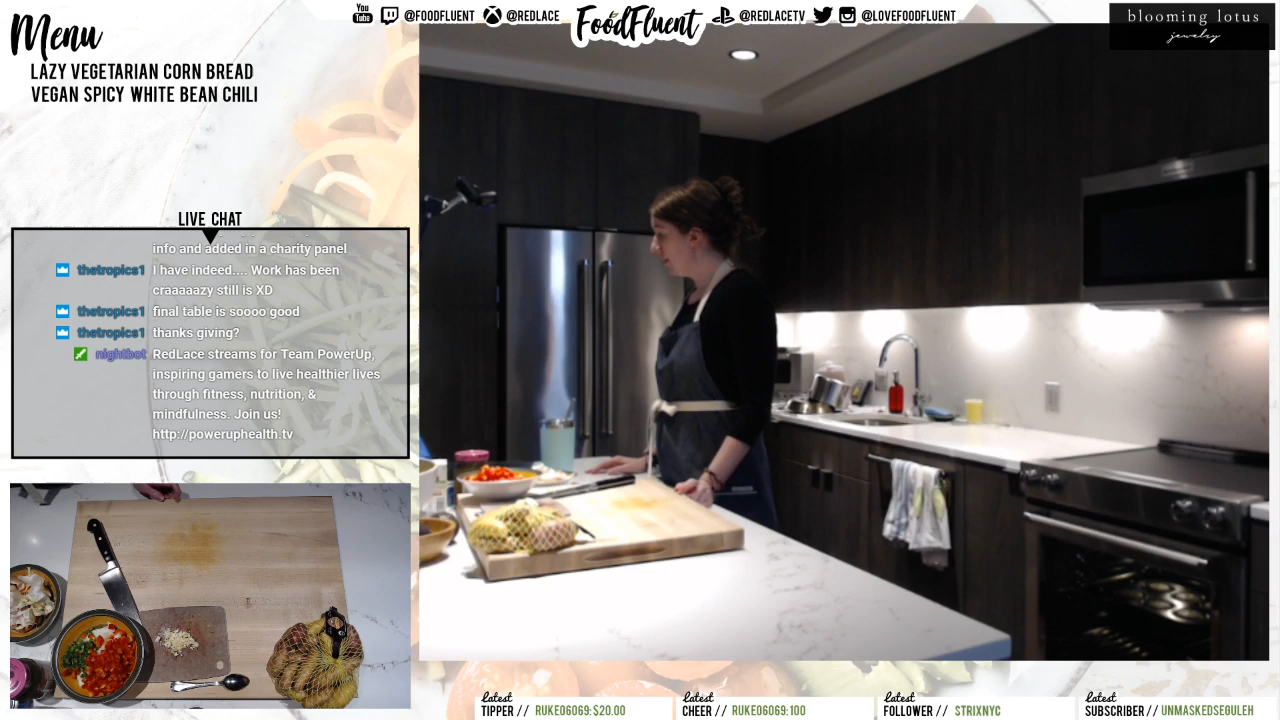 Menu
LAZY VEGETARIAN CORN BREAD
VEGAN SPICY WHITE BEAN CHILI
You Tube @FOODFLUENT @REDLACE FoodFluent @REDLACETV @LOVEFOODFLUENT
blooming lotus
jewelry
LIVE CHAT
info and added in a charity panel
thetropics1 I have indeed.... Work has been
craaaaazy still is XD
thetropics1 final table is soooo good
thetropics1 thanks giving?
nightbot RedLace streams for Team PowerUp,
inspiring gamers to live healthier lives
through fitness, nutrition, &
mindfulness. Join us!
http://poweruphealth.tv
latest
TIPPER // RUKE06069: $20.00
latest
CHEER // RUKE06069: 100
latest
FOLLOWER // STRIXNYC
latest
SUBSCRIBER // UNMASKEDSEGULEH